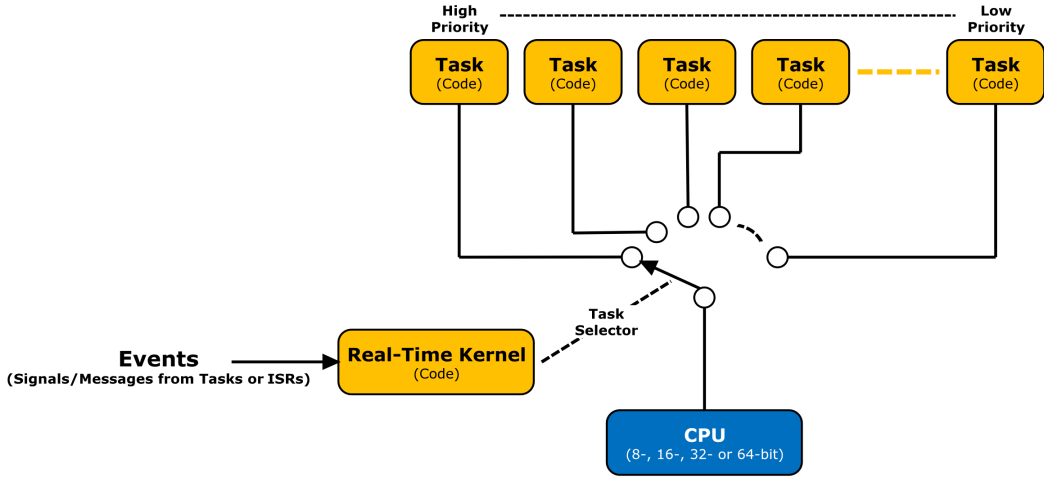 High
Priority
Low
Priority
Task
(Code)
Task
(Code)
Task
(Code)
Task
(Code)
Task
(Code)
Task
Selector
Real-Time Kernel
(Code)
Events
(Signals/Messages from Tasks or ISRs)
CPU
(8-, 16-, 32- or 64-bit)